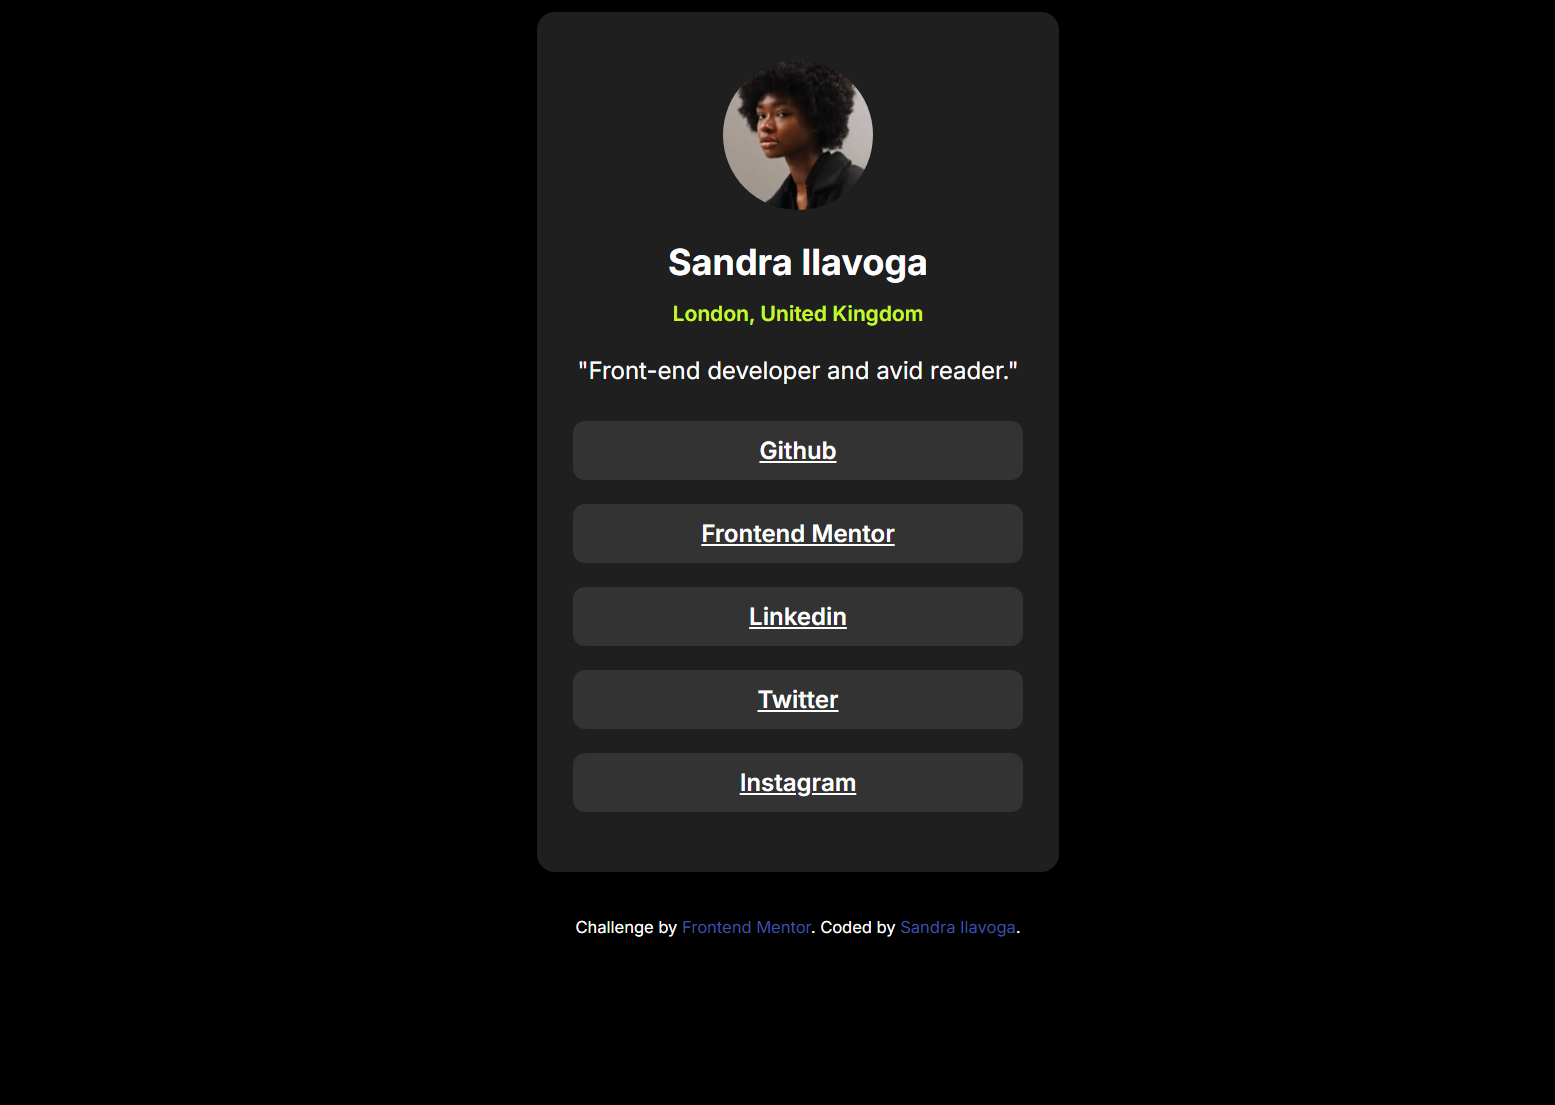 Sandra Ilavoga
London, United Kingdom
"Front-end developer and avid reader."
Github
Frontend Mentor
Linkedin
Twitter
Instagram
Challenge by Frontend Mentor. Coded by Sandra Ilavoga.